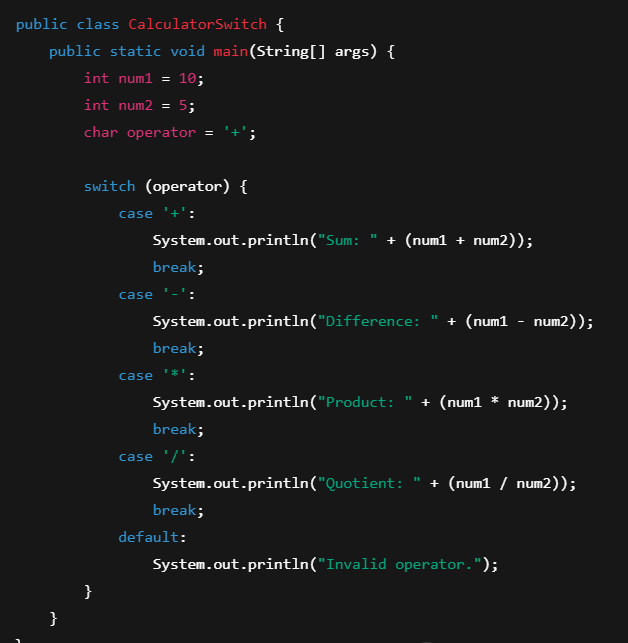 public class CalculatorSwitch {
    public static void main(String[] args) {
        int num1 = 10;
        int num2 = 5;
        char operator = '+';

        switch (operator) {
            case '+':
                System.out.println("Sum: " + (num1 + num2));
                break;
            case '-':
                System.out.println("Difference: " + (num1 - num2));
                break;
            case '*':
                System.out.println("Product: " + (num1 * num2));
                break;
            case '/':
                System.out.println("Quotient: " + (num1 / num2));
                break;
            default:
                System.out.println("Invalid operator.");
        }
    }
}